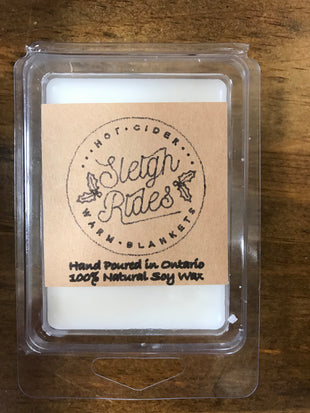 HOT • CIDER
Sleigh
Rides
WARM • BLANKETS
Hand Poured in Ontario
100% Natural Soy Wax